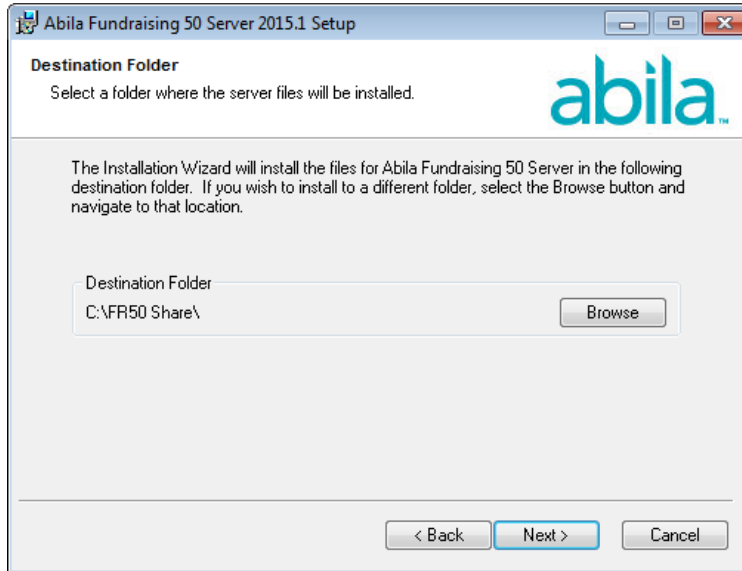 Abila Fundraising 50 Server 2015.1 Setup
Destination Folder
Select a folder where the server files will be installed.
abila™
The Installation Wizard will install the files for Abila Fundraising 50 Server in the following
destination folder.  If you wish to install to a different folder, select the Browse button and
navigate to that location.
Destination Folder
C:\FR50 Share\
Browse
< Back
Next >
Cancel